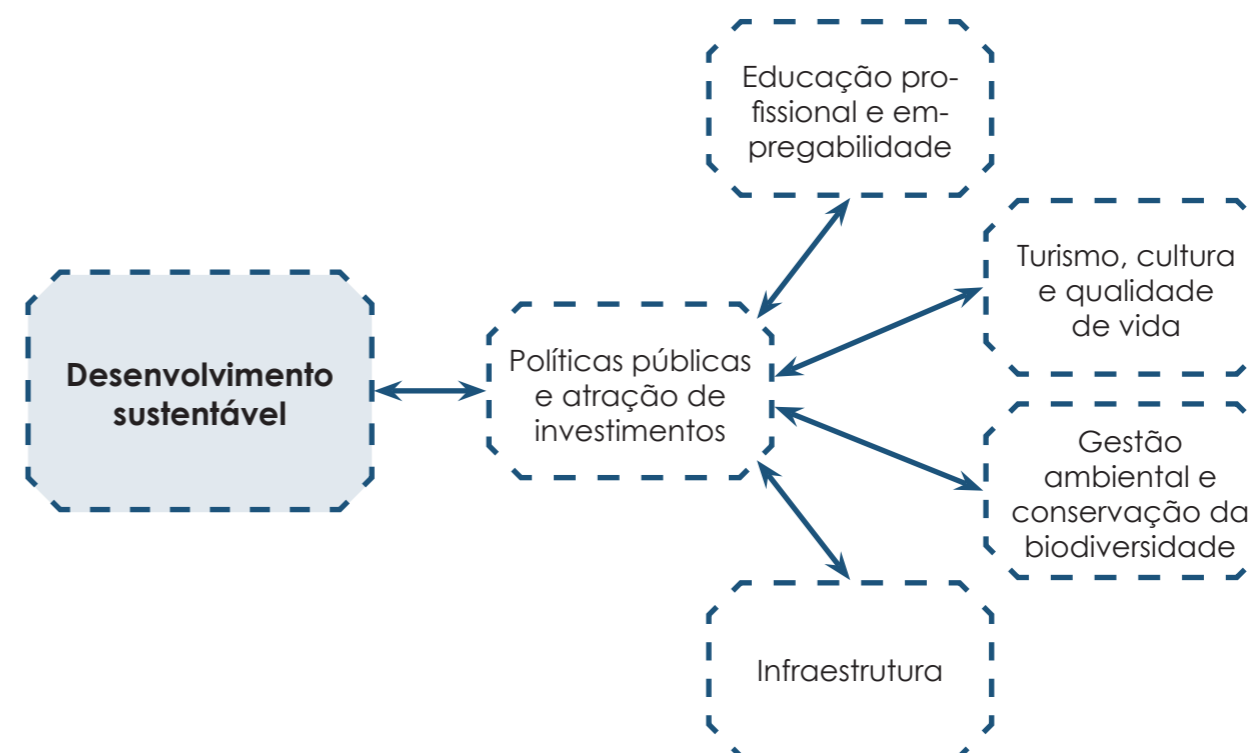 Educação pro-
fissional e em-
pregabilidade
Turismo, cultura
e qualidade
de vida
Desenvolvimento
sustentável
Políticas públicas
e atração de
investimentos
Gestão
ambiental e
conservação da
biodiversidade
Infraestrutura